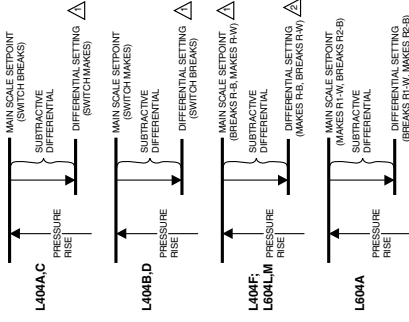 L404A,C
MAIN SCALE SETPOINT
(SWITCH BREAKS)
SUBTRACTIVE
DIFFERENTIAL
PRESSURE
RISE
DIFFERENTIAL SETTING
(SWITCH MAKES)
1
L404B,D
MAIN SCALE SETPOINT
(SWITCH MAKES)
SUBTRACTIVE
DIFFERENTIAL
PRESSURE
RISE
DIFFERENTIAL SETTING
(SWITCH BREAKS)
1
L404F;
L604L,M
MAIN SCALE SETPOINT
(BREAKS R-B, MAKES R-W)
1
SUBTRACTIVE
DIFFERENTIAL
PRESSURE
RISE
DIFFERENTIAL SETTING
(MAKES R-B, BREAKS R-W)
2
L604A
MAIN SCALE SETPOINT
(MAKES R1-W, BREAKS R2-B)
SUBTRACTIVE
DIFFERENTIAL
PRESSURE
RISE
DIFFERENTIAL SETTING
(BREAKS R1-W, MAKES R2-B)